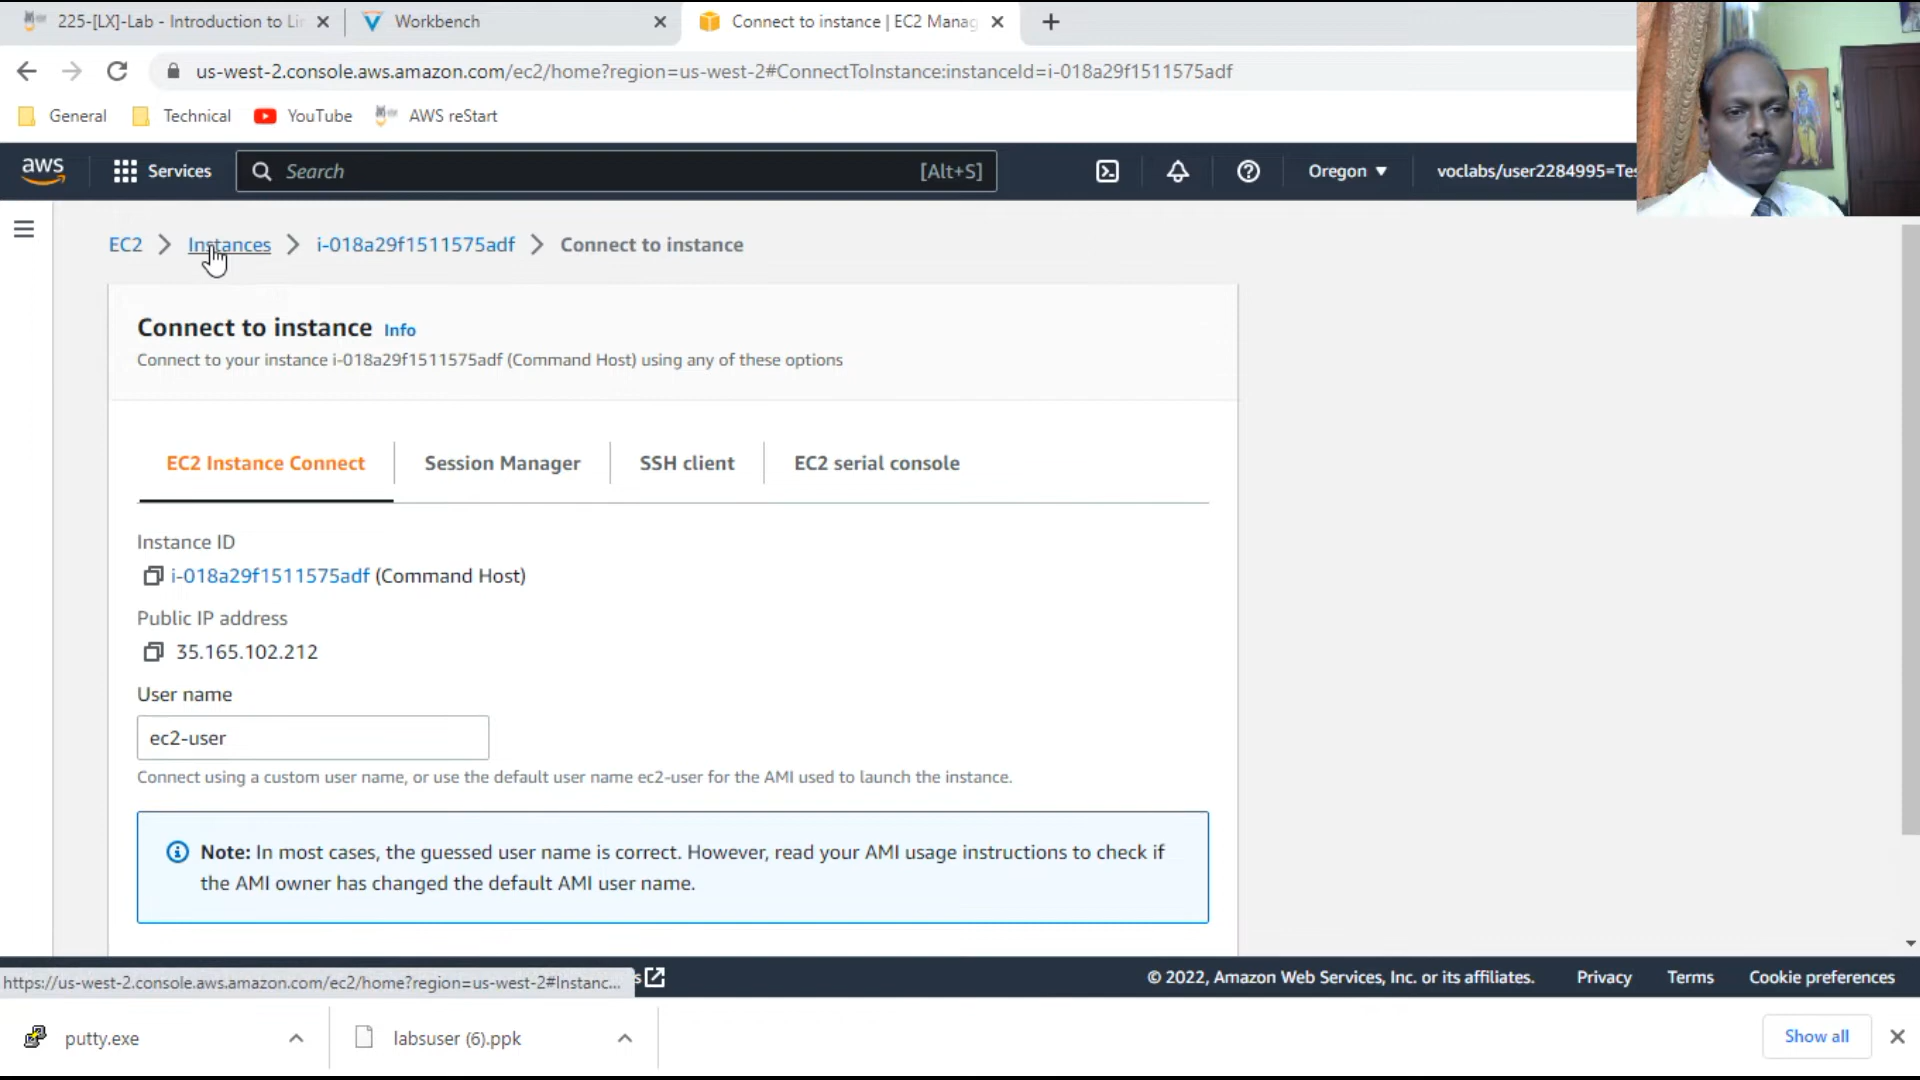 225-[LX]-Lab - Introduction to Li
Workbench
Connect to instance | EC2 Manag
us-west-2.console.aws.amazon.com/ec2/home?region=us-west-2#ConnectToInstance:instanceId=i-018a29f1511575adf
General
Technical
YouTube
AWS reStart
aws
Services
Search
[Alt+S]
Oregon
voclabs/user2284995=Tes
EC2
Instances
i-018a29f1511575adf
Connect to instance
Connect to instance Info
Connect to your instance i-018a29f1511575adf (Command Host) using any of these options
EC2 Instance Connect
Session Manager
SSH client
EC2 serial console
Instance ID
i-018a29f1511575adf (Command Host)
Public IP address
35.165.102.212
User name
ec2-user
Connect using a custom user name, or use the default user name ec2-user for the AMI used to launch the instance.
Note: In most cases, the guessed user name is correct. However, read your AMI usage instructions to check if
the AMI owner has changed the default AMI user name.
https://us-west-2.console.aws.amazon.com/ec2/home?region=us-west-2#Instanc...
s
© 2022, Amazon Web Services, Inc. or its affiliates.
Privacy
Terms
Cookie preferences
putty.exe
labsuser (6).ppk
Show all